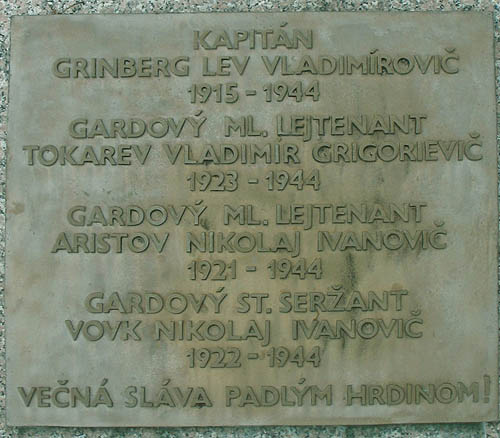 KAPITÁN
GRINBERG LEV VLADIMÍROVIČ
1915 - 1944
GARDOVÝ ML. LEJTENANT
TOKAREV VLADIMÍR GRIGORIEVIČ
1923 - 1944
GARDOVÝ ML. LEJTENANT
ARISTOV NIKOLAJ IVANOVIČ
1921 - 1944
GARDOVÝ ST. SERŽANT
VOVK NIKOLAJ IVANOVIČ
1922 - 1944
VEČNÁ SLÁVA PADLÝM HRDINOM!